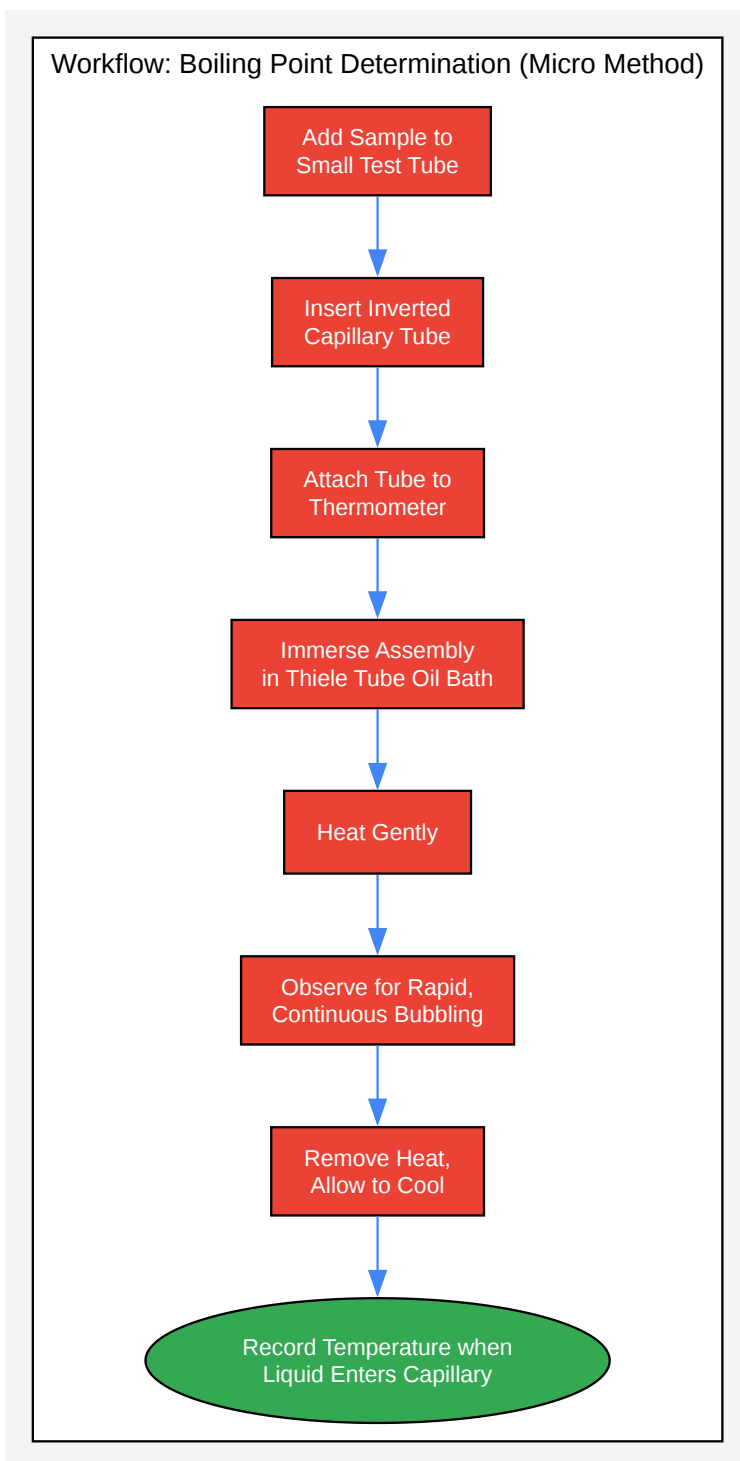 Workflow: Boiling Point Determination (Micro Method)
Add Sample to
Small Test Tube
Insert Inverted
Capillary Tube
Attach Tube to
Thermometer
Immerse Assembly
in Thiele Tube Oil Bath
Heat Gently
Observe for Rapid,
Continuous Bubbling
Remove Heat,
Allow to Cool
Record Temperature when
Liquid Enters Capillary